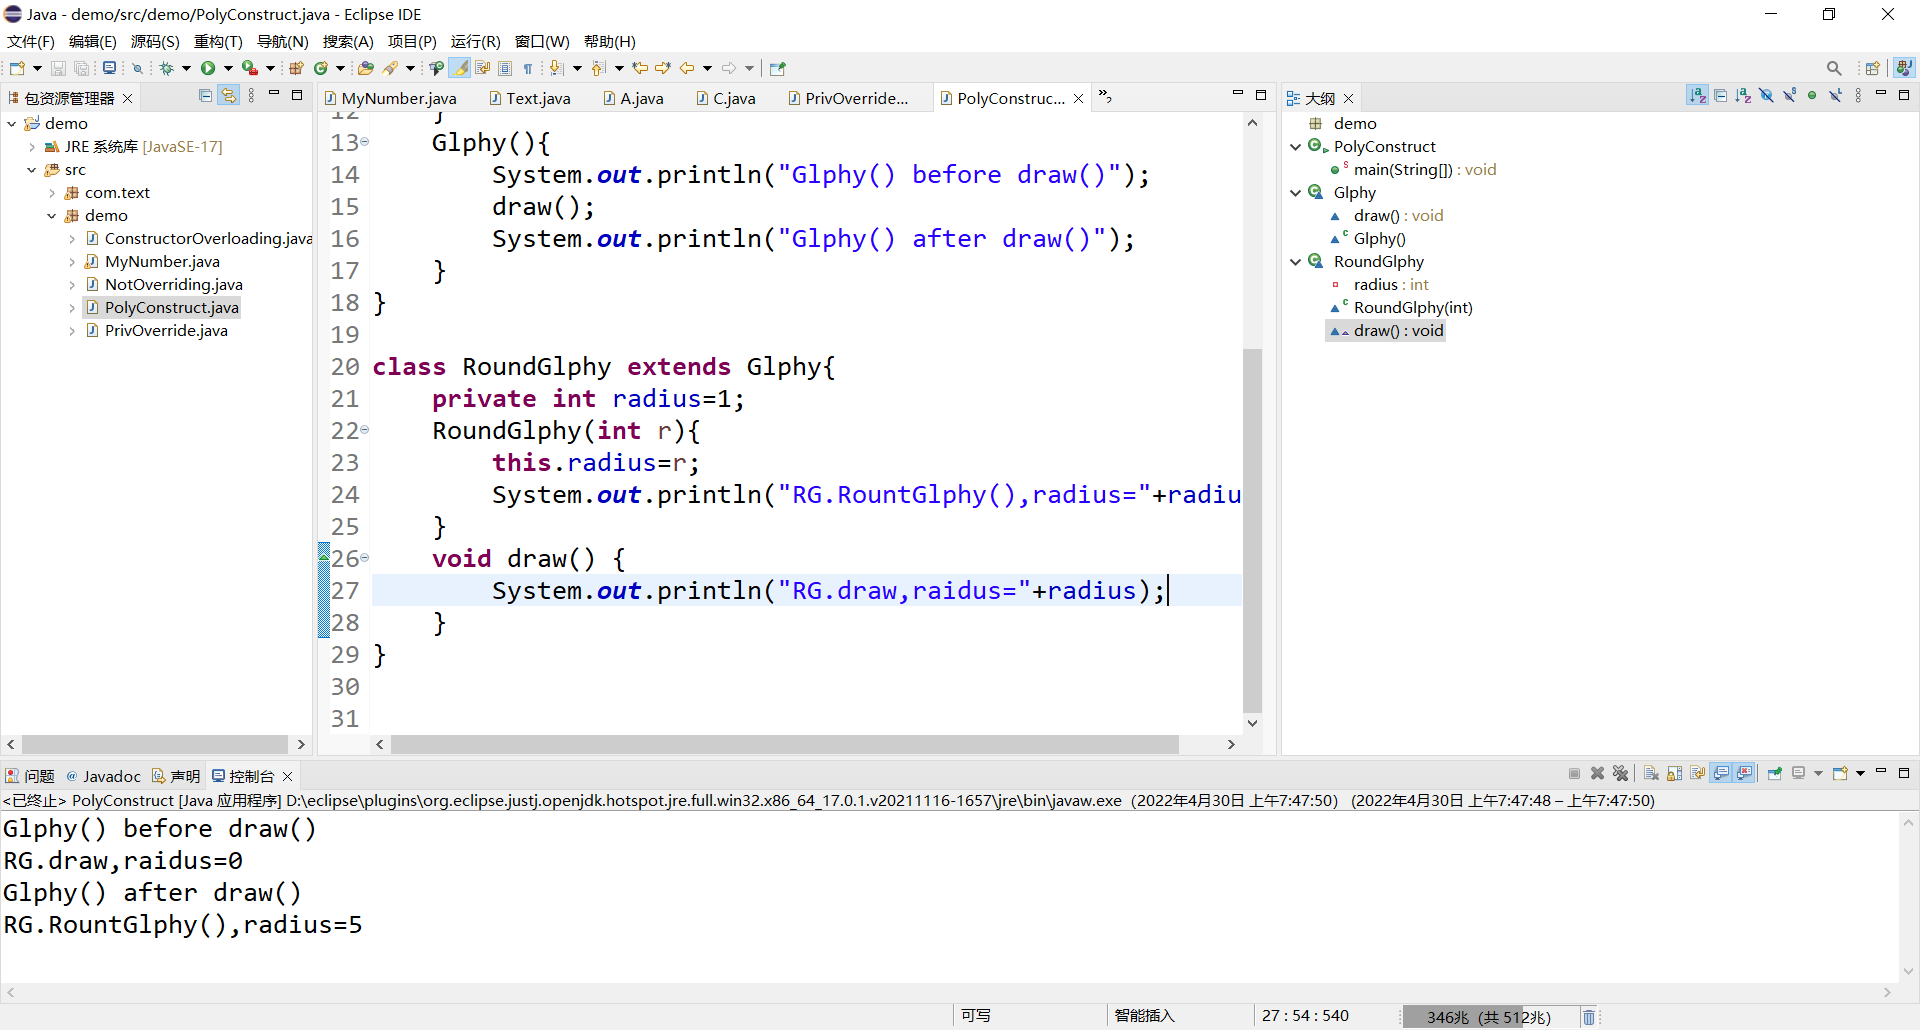 Java - demo/src/demo/PolyConstruct.java - Eclipse IDE
文件(F) 编辑(E) 源码(S) 重构(T) 导航(N) 搜索(A) 项目(P) 运行(R) 窗口(W) 帮助(H)
包资源管理器
demo
JRE 系统库 [JavaSE-17]
src
com.text
demo
ConstructorOverloading.java
MyNumber.java
NotOverriding.java
PolyConstruct.java
PrivOverride.java
MyNumber.java Text.java A.java C.java PrivOverride... PolyConstruc... »2
12 }
13 Glphy(){
14 System.out.println("Glphy() before draw()");
15 draw();
16 System.out.println("Glphy() after draw()");
17 }
18 }
19
20 class RoundGlphy extends Glphy{
21 private int radius=1;
22 RoundGlphy(int r){
23 this.radius=r;
24 System.out.println("RG.RountGlphy(),radius="+radiu
25 }
26 void draw() {
27 System.out.println("RG.draw,raidus="+radius);
28 }
29 }
30
31
大纲
demo
PolyConstruct
main(String[]) : void
Glphy
draw() : void
Glphy()
RoundGlphy
radius : int
RoundGlphy(int)
draw() : void
问题 @ Javadoc 声明 控制台
<已终止> PolyConstruct [Java 应用程序] D:\eclipse\plugins\org.eclipse.justj.openjdk.hotspot.jre.full.win32.x86_64_17.0.1.v20211116-1657\jre\bin\javaw.exe（2022年4月30日 上午7:47:50）（2022年4月30日 上午7:47:48 – 上午7:47:50）
Glphy() before draw()
RG.draw,raidus=0
Glphy() after draw()
RG.RountGlphy(),radius=5
可写 智能插入 27 : 54 : 540 346兆（共 512兆）